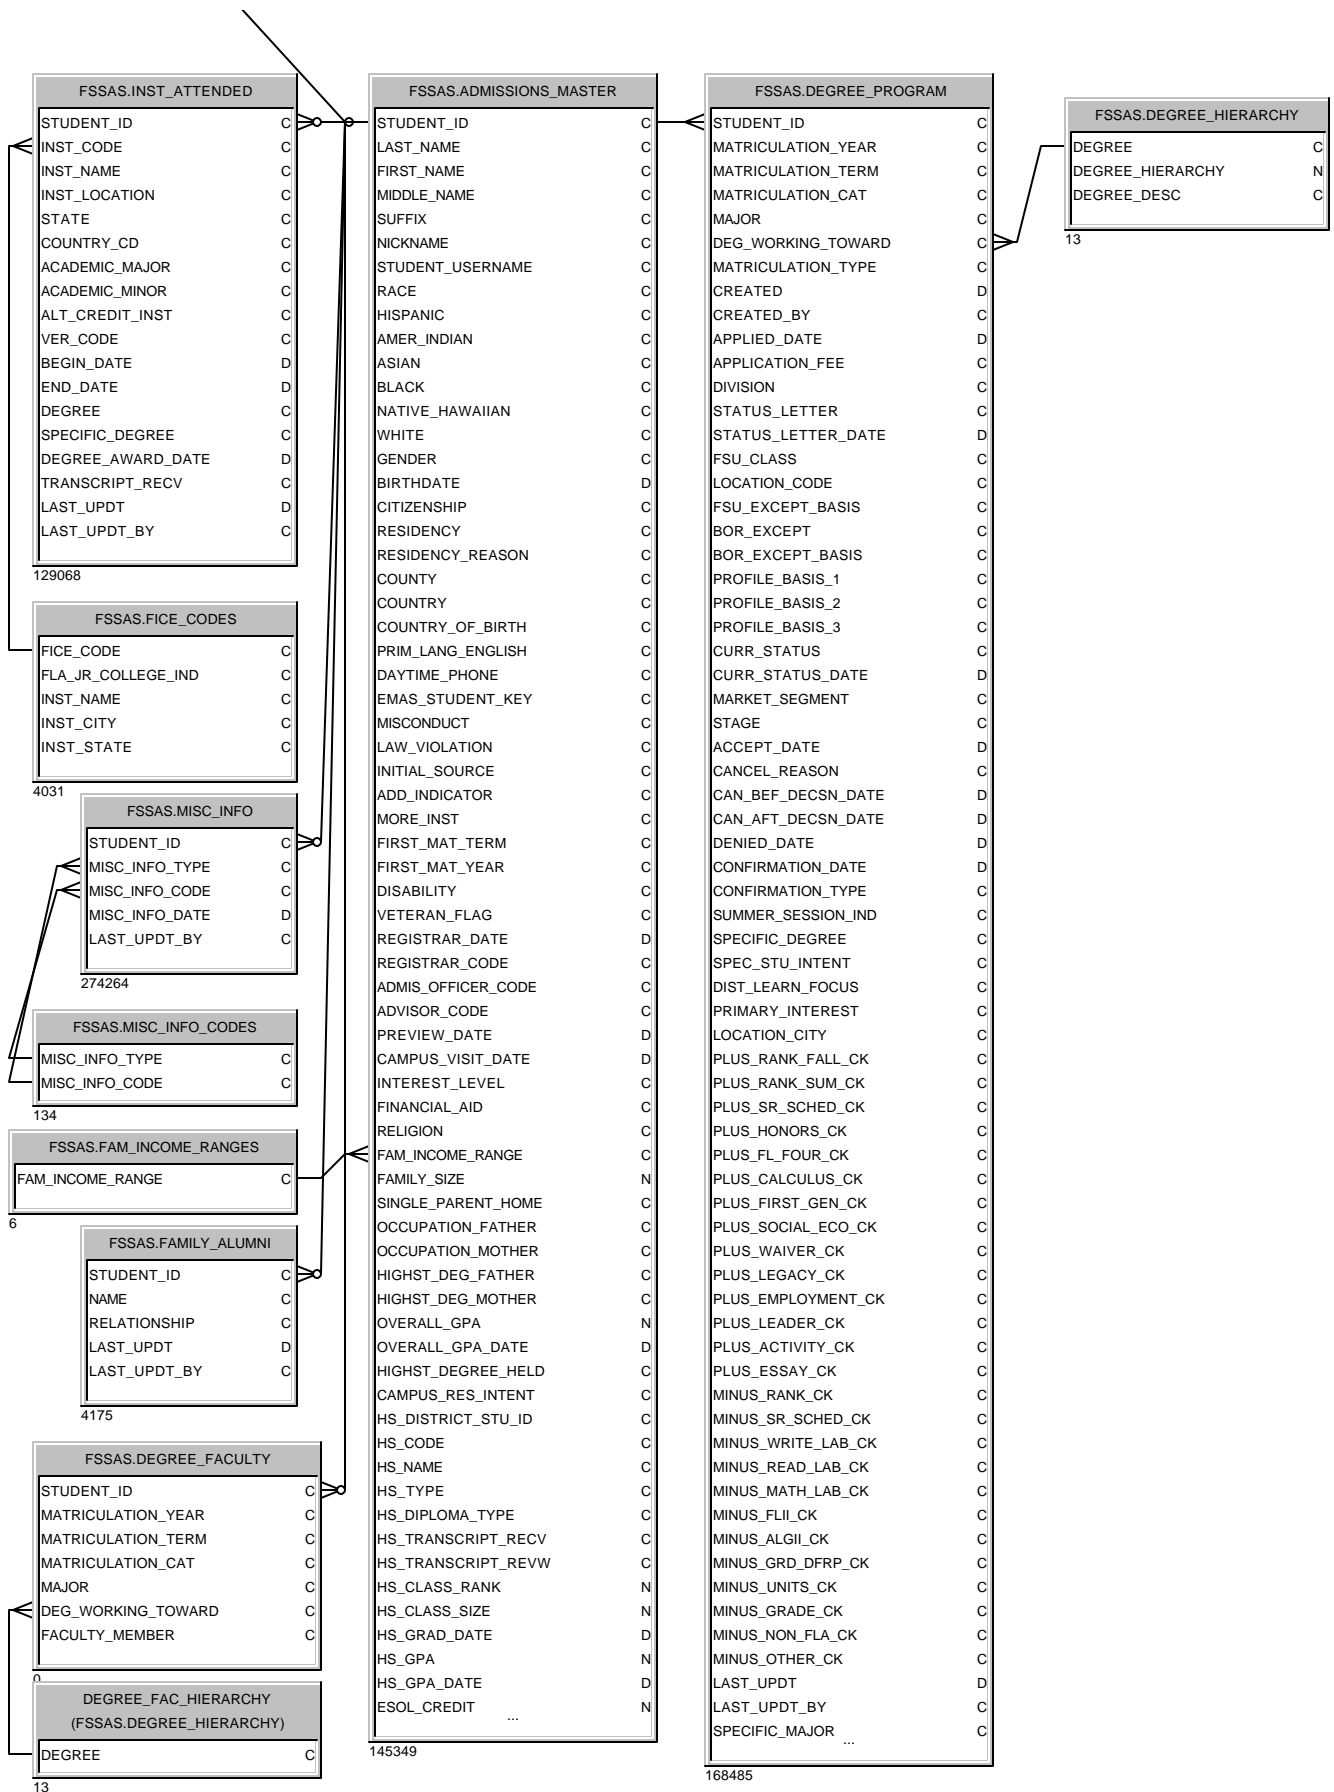 FSSAS.INST_ATTENDED
STUDENT_ID C
INST_CODE C
INST_NAME C
INST_LOCATION C
STATE C
COUNTRY_CD C
ACADEMIC_MAJOR C
ACADEMIC_MINOR C
ALT_CREDIT_INST C
VER_CODE C
BEGIN_DATE D
END_DATE D
DEGREE C
SPECIFIC_DEGREE C
DEGREE_AWARD_DATE D
TRANSCRIPT_RECV C
LAST_UPDT D
LAST_UPDT_BY C
129068
FSSAS.FICE_CODES
FICE_CODE C
FLA_JR_COLLEGE_IND C
INST_NAME C
INST_CITY C
INST_STATE C
4031
FSSAS.MISC_INFO
STUDENT_ID C
MISC_INFO_TYPE C
MISC_INFO_CODE C
MISC_INFO_DATE D
LAST_UPDT_BY C
274264
FSSAS.MISC_INFO_CODES
MISC_INFO_TYPE C
MISC_INFO_CODE C
134
FSSAS.FAM_INCOME_RANGES
FAM_INCOME_RANGE C
6
FSSAS.FAMILY_ALUMNI
STUDENT_ID C
NAME C
RELATIONSHIP C
LAST_UPDT D
LAST_UPDT_BY C
4175
FSSAS.DEGREE_FACULTY
STUDENT_ID C
MATRICULATION_YEAR C
MATRICULATION_TERM C
MATRICULATION_CAT C
MAJOR C
DEG_WORKING_TOWARD C
FACULTY_MEMBER C
0
DEGREE_FAC_HIERARCHY
(FSSAS.DEGREE_HIERARCHY)
DEGREE C
13
FSSAS.ADMISSIONS_MASTER
STUDENT_ID C
LAST_NAME C
FIRST_NAME C
MIDDLE_NAME C
SUFFIX C
NICKNAME C
STUDENT_USERNAME C
RACE C
HISPANIC C
AMER_INDIAN C
ASIAN C
BLACK C
NATIVE_HAWAIIAN C
WHITE C
GENDER C
BIRTHDATE D
CITIZENSHIP C
RESIDENCY C
RESIDENCY_REASON C
COUNTY C
COUNTRY C
COUNTRY_OF_BIRTH C
PRIM_LANG_ENGLISH C
DAYTIME_PHONE C
EMAS_STUDENT_KEY C
MISCONDUCT C
LAW_VIOLATION C
INITIAL_SOURCE C
ADD_INDICATOR C
MORE_INST C
FIRST_MAT_TERM C
FIRST_MAT_YEAR C
DISABILITY C
VETERAN_FLAG C
REGISTRAR_DATE D
REGISTRAR_CODE C
ADMIS_OFFICER_CODE C
ADVISOR_CODE C
PREVIEW_DATE D
CAMPUS_VISIT_DATE D
INTEREST_LEVEL C
FINANCIAL_AID C
RELIGION C
FAM_INCOME_RANGE C
FAMILY_SIZE N
SINGLE_PARENT_HOME C
OCCUPATION_FATHER C
OCCUPATION_MOTHER C
HIGHST_DEG_FATHER C
HIGHST_DEG_MOTHER C
OVERALL_GPA N
OVERALL_GPA_DATE D
HIGHST_DEGREE_HELD C
CAMPUS_RES_INTENT C
HS_DISTRICT_STU_ID C
HS_CODE C
HS_NAME C
HS_TYPE C
HS_DIPLOMA_TYPE C
HS_TRANSCRIPT_RECV C
HS_TRANSCRIPT_REVW C
HS_CLASS_RANK N
HS_CLASS_SIZE N
HS_GRAD_DATE D
HS_GPA N
HS_GPA_DATE D
ESOL_CREDIT N
...
145349
FSSAS.DEGREE_PROGRAM
STUDENT_ID C
MATRICULATION_YEAR C
MATRICULATION_TERM C
MATRICULATION_CAT C
MAJOR C
DEG_WORKING_TOWARD C
MATRICULATION_TYPE C
CREATED D
CREATED_BY C
APPLIED_DATE D
APPLICATION_FEE C
DIVISION C
STATUS_LETTER C
STATUS_LETTER_DATE D
FSU_CLASS C
LOCATION_CODE C
FSU_EXCEPT_BASIS C
BOR_EXCEPT C
BOR_EXCEPT_BASIS C
PROFILE_BASIS_1 C
PROFILE_BASIS_2 C
PROFILE_BASIS_3 C
CURR_STATUS C
CURR_STATUS_DATE D
MARKET_SEGMENT C
STAGE C
ACCEPT_DATE D
CANCEL_REASON C
CAN_BEF_DECSN_DATE D
CAN_AFT_DECSN_DATE D
DENIED_DATE D
CONFIRMATION_DATE D
CONFIRMATION_TYPE C
SUMMER_SESSION_IND C
SPECIFIC_DEGREE C
SPEC_STU_INTENT C
DIST_LEARN_FOCUS C
PRIMARY_INTEREST C
LOCATION_CITY C
PLUS_RANK_FALL_CK C
PLUS_RANK_SUM_CK C
PLUS_SR_SCHED_CK C
PLUS_HONORS_CK C
PLUS_FL_FOUR_CK C
PLUS_CALCULUS_CK C
PLUS_FIRST_GEN_CK C
PLUS_SOCIAL_ECO_CK C
PLUS_WAIVER_CK C
PLUS_LEGACY_CK C
PLUS_EMPLOYMENT_CK C
PLUS_LEADER_CK C
PLUS_ACTIVITY_CK C
PLUS_ESSAY_CK C
MINUS_RANK_CK C
MINUS_SR_SCHED_CK C
MINUS_WRITE_LAB_CK C
MINUS_READ_LAB_CK C
MINUS_MATH_LAB_CK C
MINUS_FLII_CK C
MINUS_ALGII_CK C
MINUS_GRD_DFRP_CK C
MINUS_UNITS_CK C
MINUS_GRADE_CK C
MINUS_NON_FLA_CK C
MINUS_OTHER_CK C
LAST_UPDT D
LAST_UPDT_BY C
SPECIFIC_MAJOR C
...
168485
FSSAS.DEGREE_HIERARCHY
DEGREE C
DEGREE_HIERARCHY N
DEGREE_DESC C
13